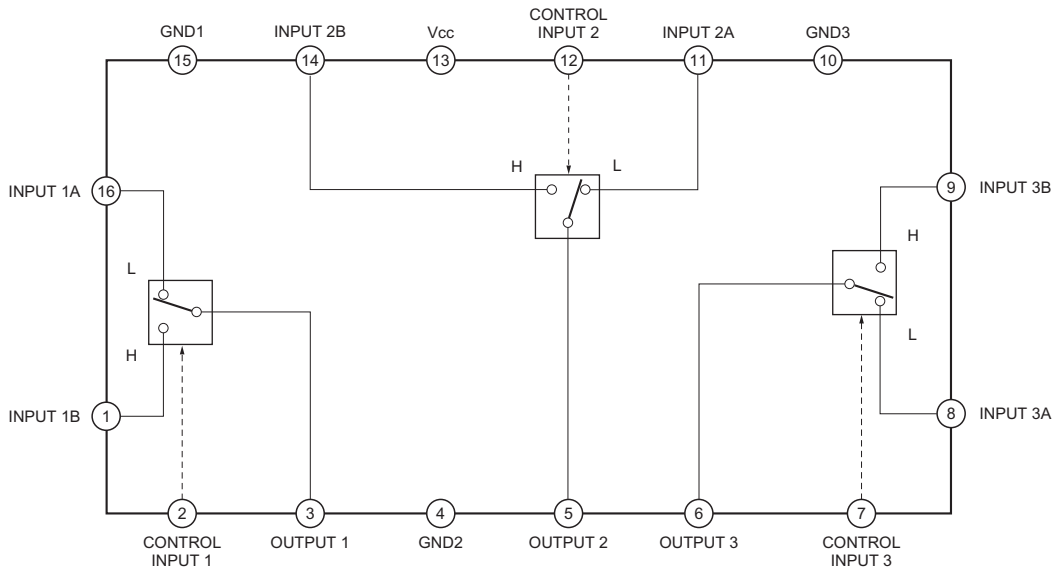 CONTROL
GND1 INPUT 2B Vcc INPUT 2 INPUT 2A GND3
15 14 13 12 11 10
H L
INPUT 1A 16 9 INPUT 3B
H
L
L
H
INPUT 1B 1 8 INPUT 3A
2 3 4 5 6 7
CONTROL OUTPUT 1 GND2 OUTPUT 2 OUTPUT 3 CONTROL
INPUT 1 INPUT 3